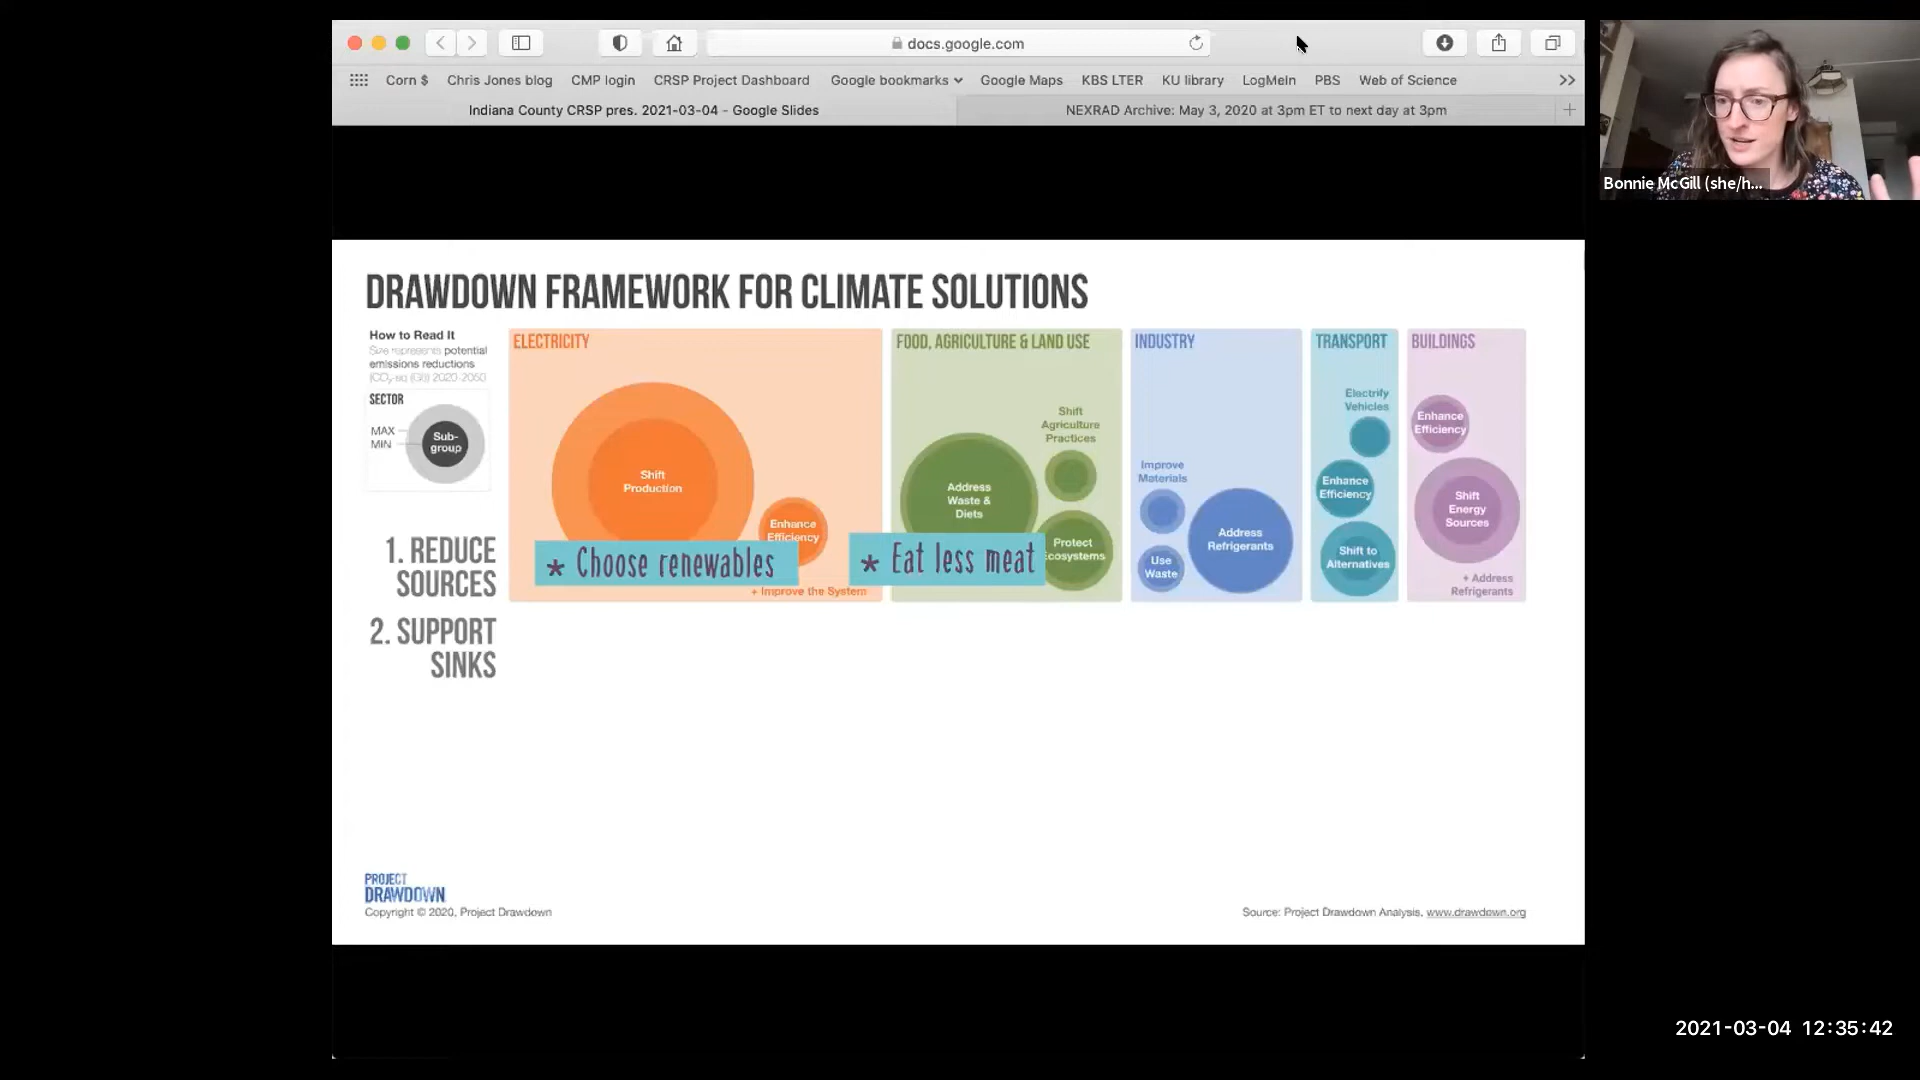 docs.google.com
Corn $ Chris Jones blog CMP login CRSP Project Dashboard Google bookmarks Google Maps KBS LTER KU library LogMeIn PBS Web of Science
Indiana County CRSP pres. 2021-03-04 - Google Slides
NEXRAD Archive: May 3, 2020 at 3pm ET to next day at 3pm
Bonnie McGill (she/h...
DRAWDOWN FRAMEWORK FOR CLIMATE SOLUTIONS
How to Read It
Size represents potential
emissions reductions
(CO₂-eq (Gt)) 2020-2050
SECTOR
MAX
MIN
Sub-
group
1. REDUCE
SOURCES
2. SUPPORT
SINKS
ELECTRICITY
Shift
Production
Enhance
Efficiency
* Choose renewables
+ Improve the System
FOOD, AGRICULTURE & LAND USE
Shift
Agriculture
Practices
Address
Waste &
Diets
Protect
Ecosystems
* Eat less meat
INDUSTRY
Improve
Materials
Use
Waste
Address
Refrigerants
TRANSPORT
Electrify
Vehicles
Enhance
Efficiency
Shift to
Alternatives
BUILDINGS
Enhance
Efficiency
Shift
Energy
Sources
+ Address
Refrigerants
PROJECT
DRAWDOWN
Copyright © 2020, Project Drawdown
Source: Project Drawdown Analysis, www.drawdown.org
2021-03-04 12:35:42